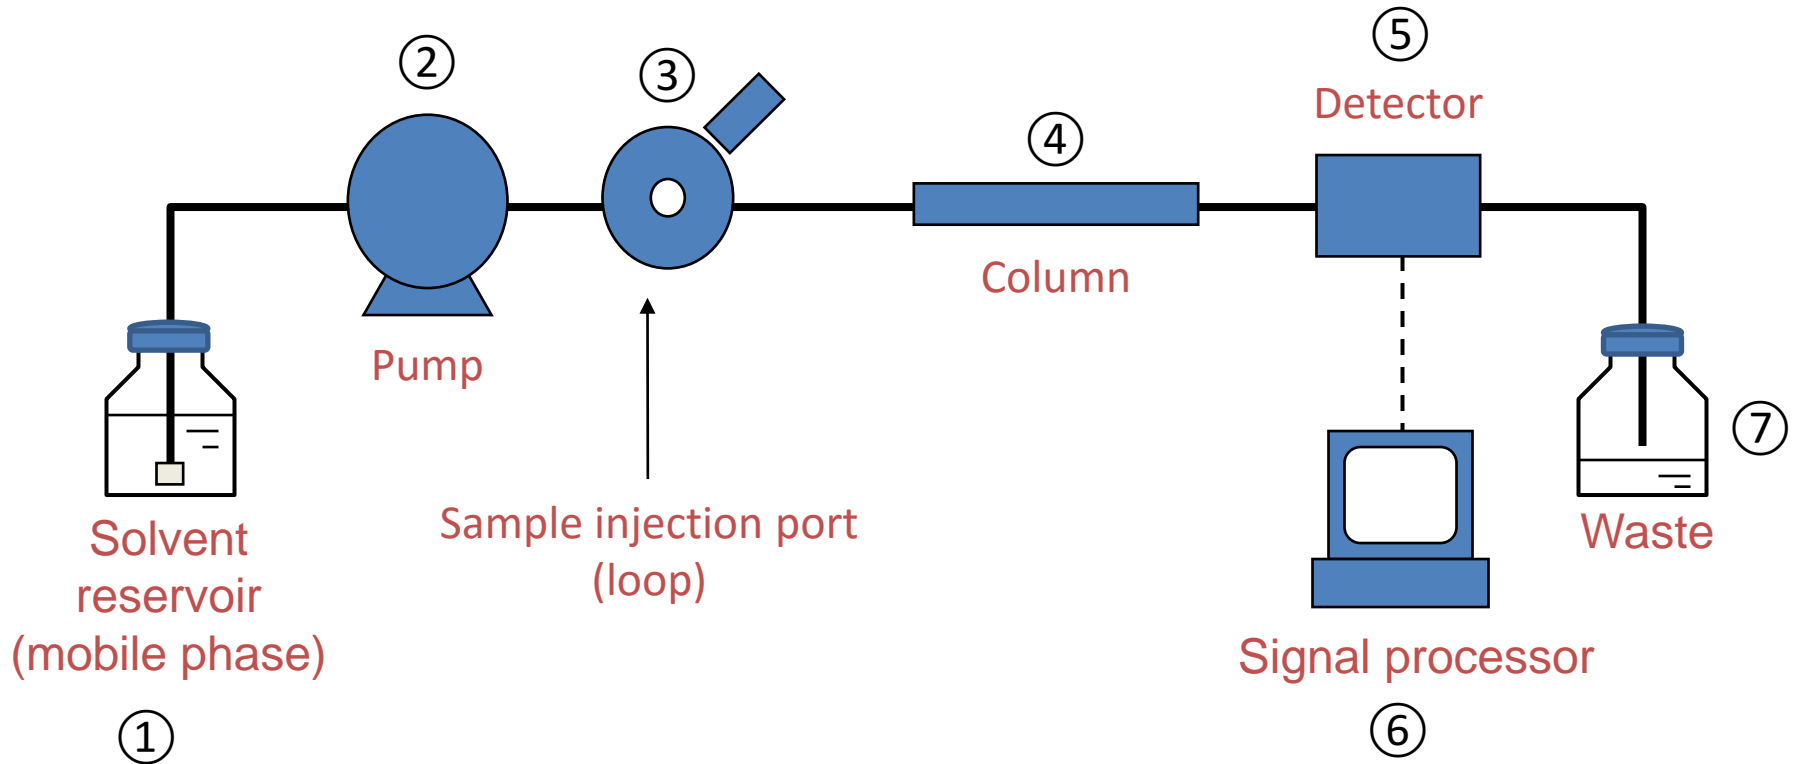 ②
③
⑤
Detector
④
Column
Pump
Sample injection port
(loop)
Solvent
reservoir
(mobile phase)
①
Signal processor
⑥
Waste
⑦